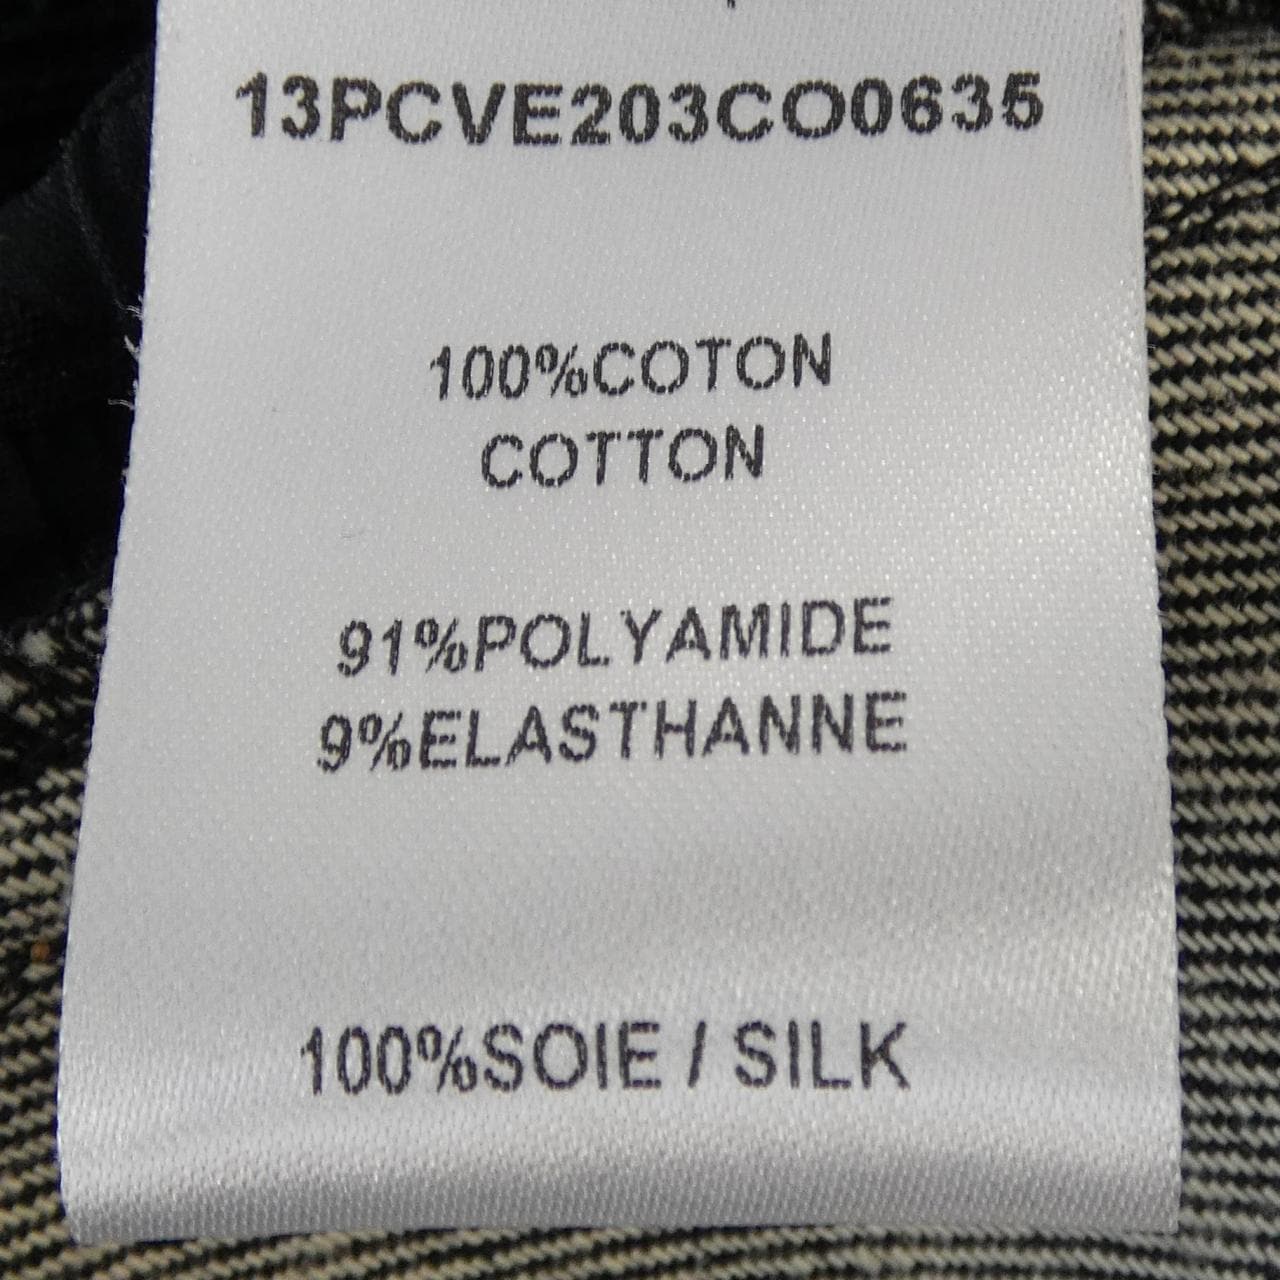 13PCVE203CO0635
100%COTON
COTTON
91%POLYAMIDE
9%ELASTHANNE
100%SOIE / SILK